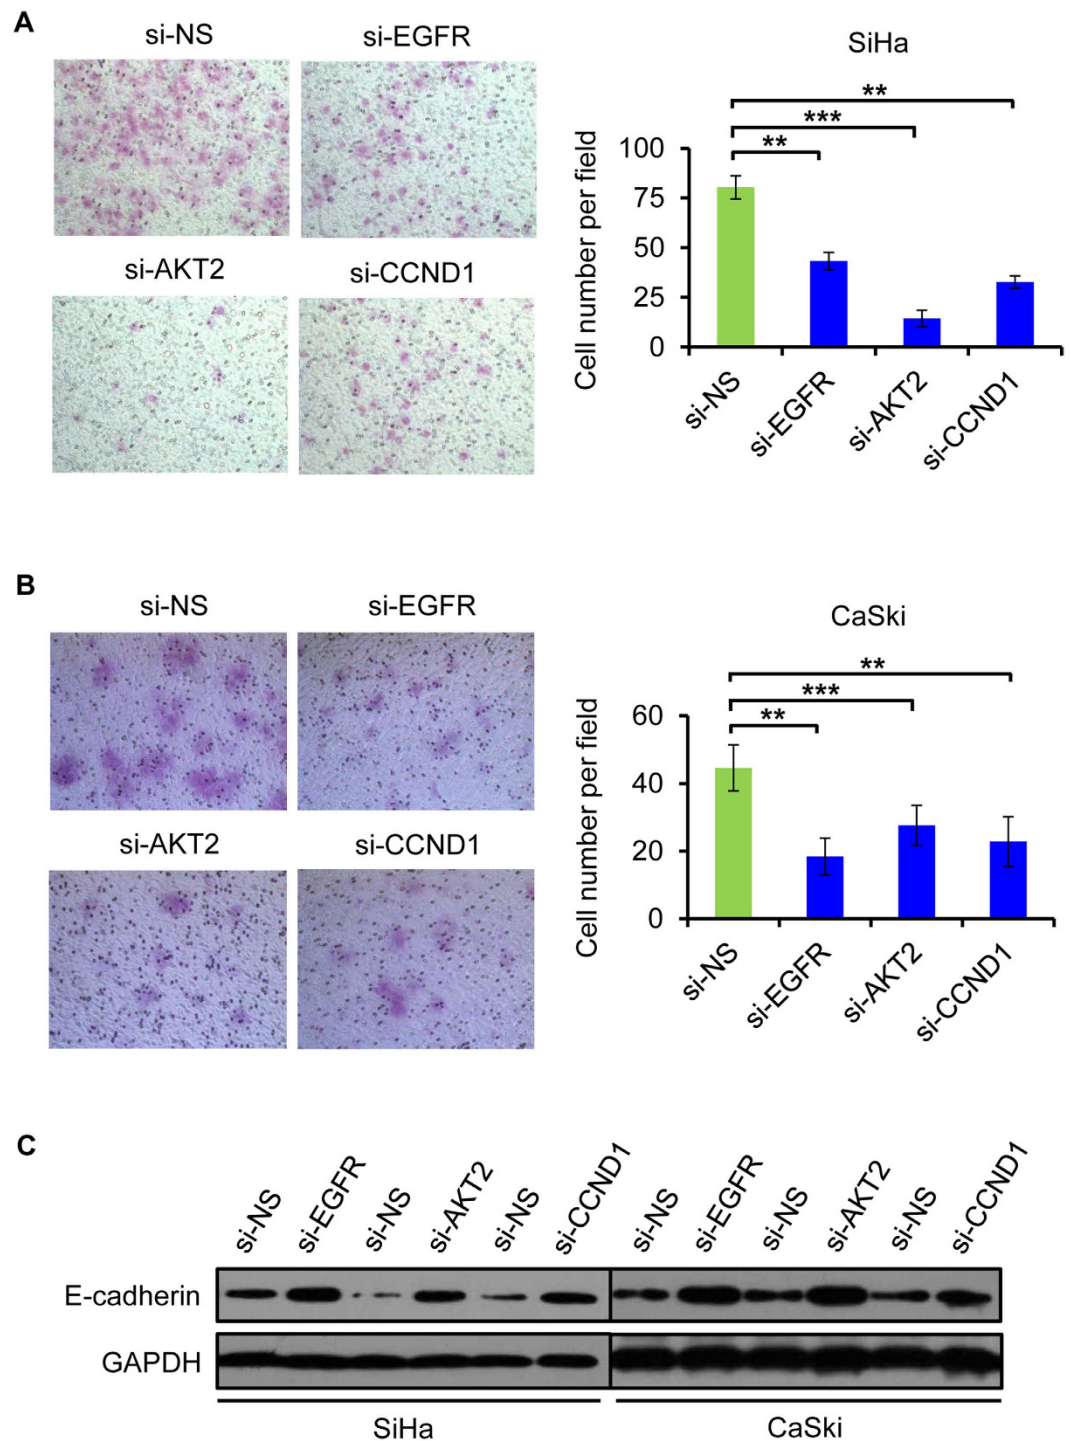 A
si-NS
si-EGFR
si-AKT2
si-CCND1
SiHa
**
***
**
Cell number per field
100
75
50
25
0
si-NS
si-EGFR
si-AKT2
si-CCND1
B
si-NS
si-EGFR
si-AKT2
si-CCND1
CaSki
**
***
**
Cell number per field
60
40
20
0
si-NS
si-EGFR
si-AKT2
si-CCND1
C
si-NS
si-EGFR
si-NS
si-AKT2
si-NS
si-CCND1
si-NS
si-EGFR
si-NS
si-AKT2
si-NS
si-CCND1
E-cadherin
GAPDH
SiHa
CaSki